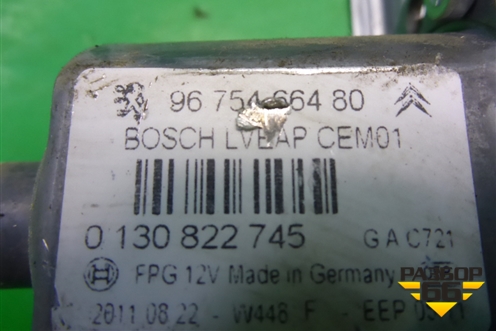 96 754 664 80
BOSCH LVEAP CEM01
0 130 822 745 G A C721
FPG 12V Made in Germany
2011.08.22 - W446 F - EEP
РАЗБОР
66